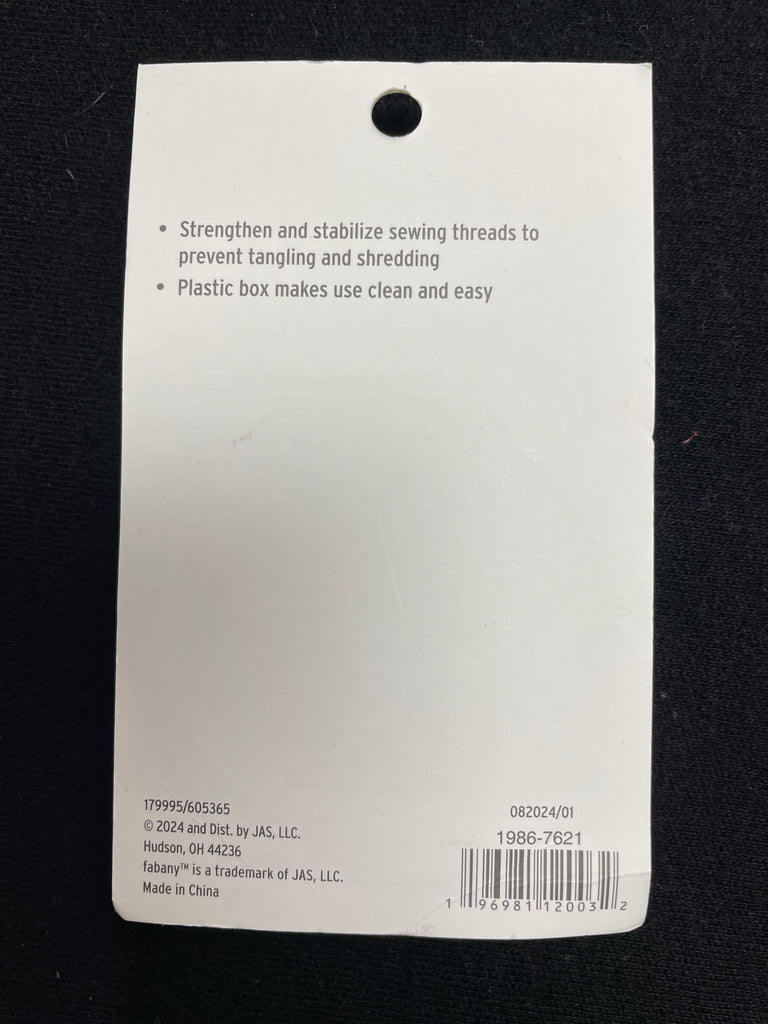 • Strengthen and stabilize sewing threads to
prevent tangling and shredding
• Plastic box makes use clean and easy
179995/605365
© 2024 and Dist. by JAS, LLC.
Hudson, OH 44236
fabany™ is a trademark of JAS, LLC.
Made in China
082024/01
1986-7621
1 96981 12003 2